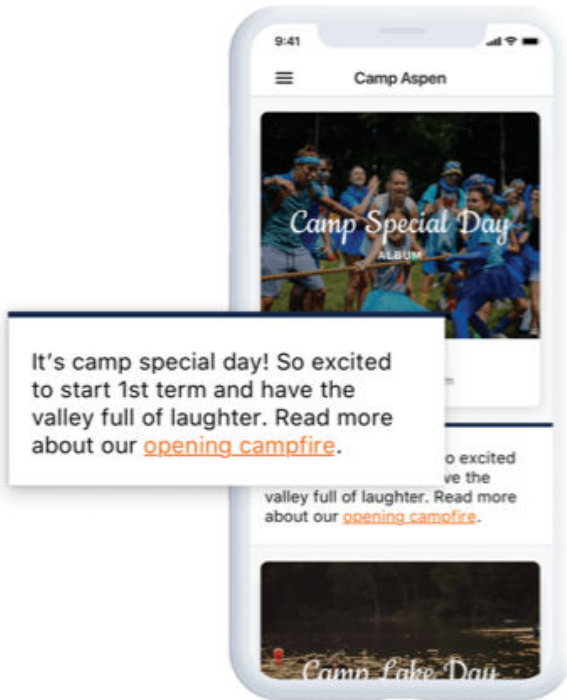 9:41
Camp Aspen
Camp Special Day
ALBUM
It's camp special day! So excited
to start 1st term and have the
valley full of laughter. Read more
about our opening campfire.
o excited
ve the
valley full of laughter. Read more
about our opening campfire.
Camp Lake Day